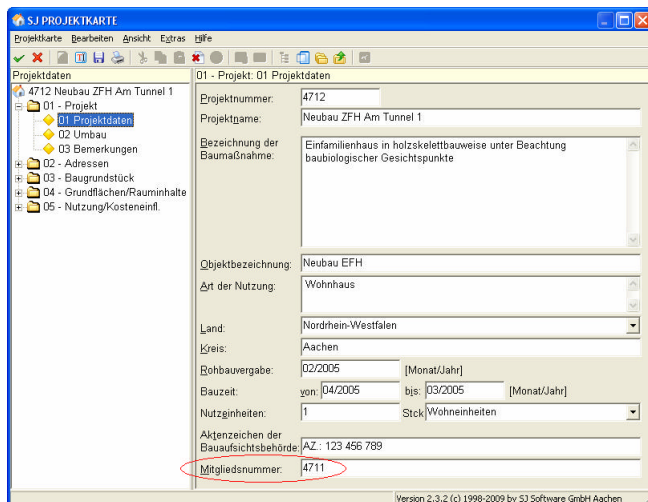 SJ PROJEKTKARTE
Projektkarte Bearbeiten Ansicht Extras Hilfe
Projektdaten
4712 Neubau ZFH Am Tunnel 1
01 - Projekt
01 Projektdaten
02 Umbau
03 Bemerkungen
02 - Adressen
03 - Baugrundstück
04 - Grundflächen/Rauminhalte
05 - Nutzung/Kosteneinfl.
01 - Projekt: 01 Projektdaten
Projektnummer: 4712
Projektname: Neubau ZFH Am Tunnel 1
Bezeichnung der Baumaßnahme: Einfamilienhaus in holzskelettbauweise unter Beachtung
baubiologischer Gesichtspunkte
Objektbezeichnung: Neubau EFH
Art der Nutzung: Wohnhaus
Land: Nordrhein-Westfalen
Kreis: Aachen
Rohbauvergabe: 02/2005 [Monat/Jahr]
Bauzeit: von: 04/2005 bis: 03/2005 [Monat/Jahr]
Nutzeinheiten: 1 Stck Wohneinheiten
Aktenzeichen der
Bauaufsichtsbehörde: AZ.: 123 456 789
Mitgliedsnummer: 4711
Version 2.3.2 (c) 1998-2009 by SJ Software GmbH Aachen